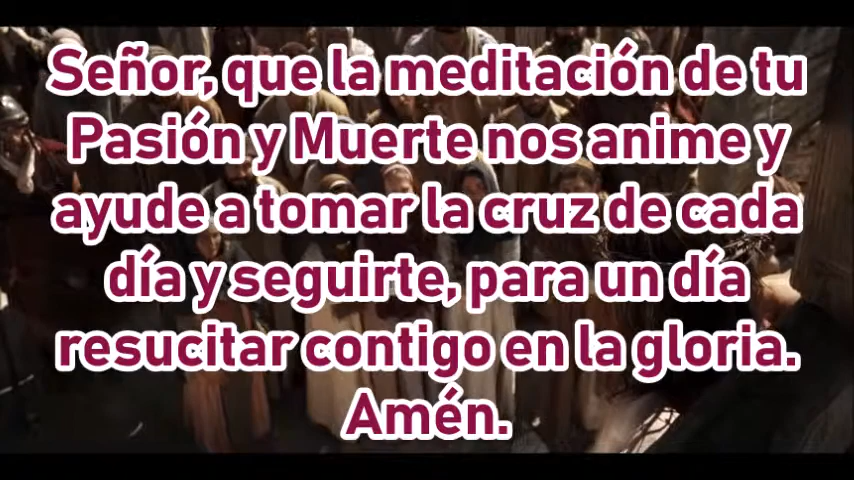 Señor, que la meditación de tu
Pasión y Muerte nos anime y
ayude a tomar la cruz de cada
día y seguirte, para un día
resucitar contigo en la gloria.
Amén.